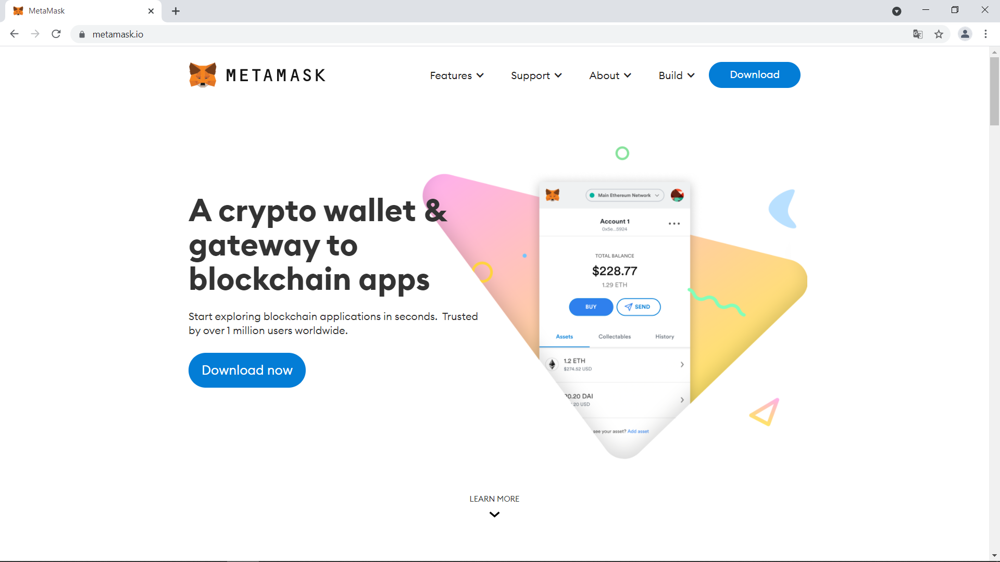 MetaMask
metamask.io
METAMASK
Features
Support
About
Build
Download
A crypto wallet &
gateway to
blockchain apps
Start exploring blockchain applications in seconds.  Trusted
by over 1 million users worldwide.
Download now
Main Ethereum Network
Account 1
0x5e...5924
TOTAL BALANCE
$228.77
1.29 ETH
BUY
SEND
Assets
Collectables
History
1.2 ETH
$274.52 USD
0.20 DAI
20 USD
see your asset? Add asset
LEARN MORE